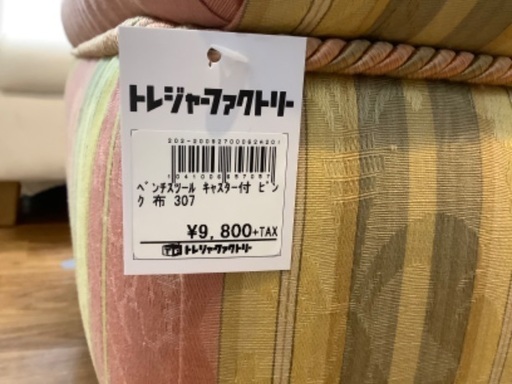 トレジャーファクトリー
ﾍﾞﾝﾁｽﾂｰﾙ ｷｬｽﾀｰ付 ﾋﾟﾝ
ｸ 布 307
¥9,800+TAX
トレジャーファクトリー